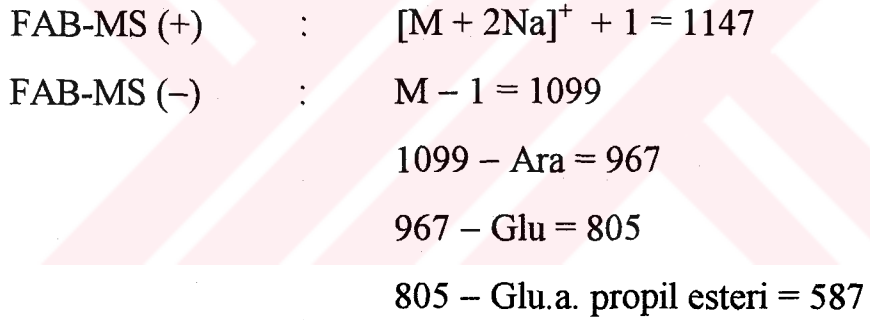 FAB-MS (+) : [M + 2Na]⁺ + 1 = 1147
FAB-MS (–) : M – 1 = 1099
1099 – Ara = 967
967 – Glu = 805
805 – Glu.a. propil esteri = 587